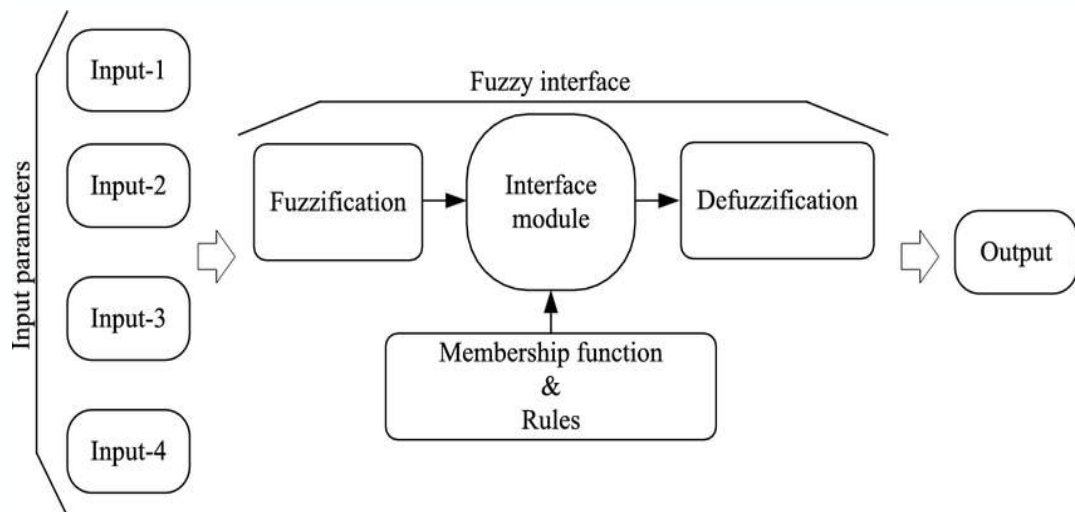 Input parameters
Input-1
Input-2
Input-3
Input-4
Fuzzy interface
Fuzzification
Interface
module
Defuzzification
Membership function
&
Rules
Output